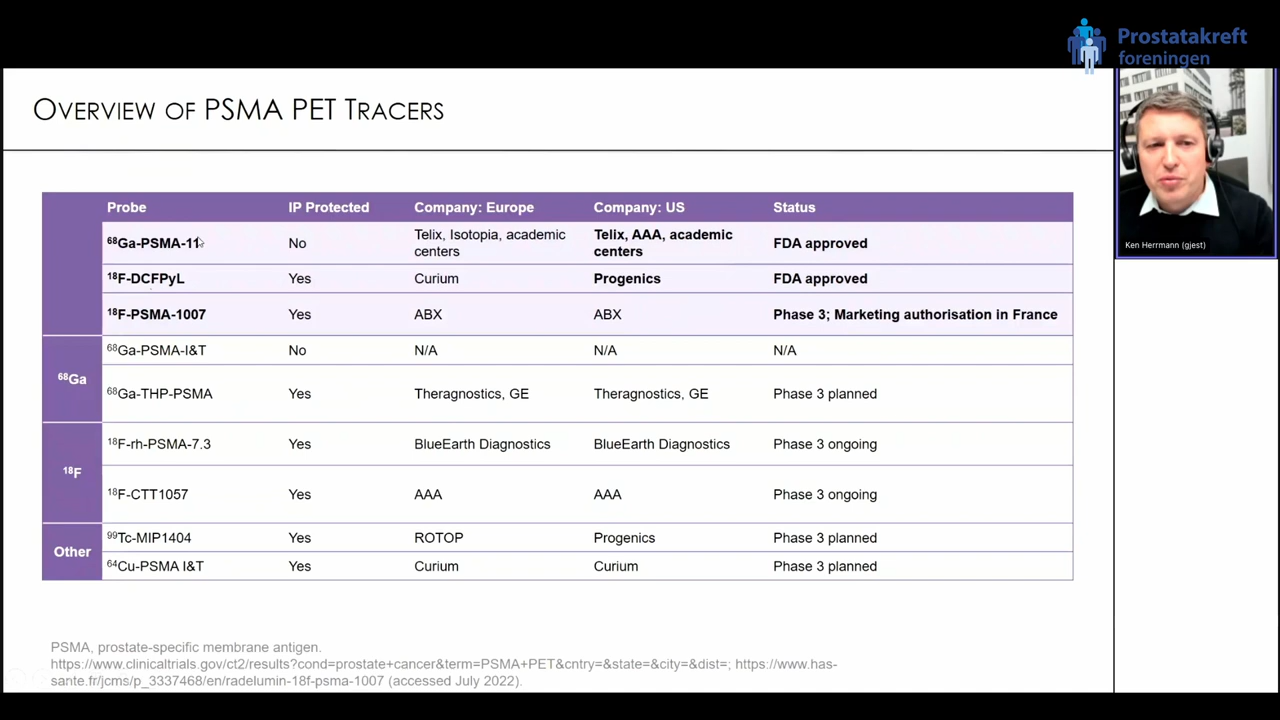 Prostatakreft
foreningen
OVERVIEW OF PSMA PET TRACERS
Ken Herrmann (gjest)
Probe IP Protected Company: Europe Company: US Status
⁶⁸Ga-PSMA-11 No Telix, Isotopia, academic centers Telix, AAA, academic centers FDA approved
¹⁸F-DCFPyL Yes Curium Progenics FDA approved
¹⁸F-PSMA-1007 Yes ABX ABX Phase 3; Marketing authorisation in France
⁶⁸Ga
⁶⁸Ga-PSMA-I&T No N/A N/A N/A
⁶⁸Ga-THP-PSMA Yes Theragnostics, GE Theragnostics, GE Phase 3 planned
¹⁸F
¹⁸F-rh-PSMA-7.3 Yes BlueEarth Diagnostics BlueEarth Diagnostics Phase 3 ongoing
¹⁸F-CTT1057 Yes AAA AAA Phase 3 ongoing
Other
⁹⁹Tc-MIP1404 Yes ROTOP Progenics Phase 3 planned
⁶⁴Cu-PSMA I&T Yes Curium Curium Phase 3 planned
PSMA, prostate-specific membrane antigen.
https://www.clinicaltrials.gov/ct2/results?cond=prostate+cancer&term=PSMA+PET&cntry=&state=&city=&dist=; https://www.has-
sante.fr/jcms/p_3337468/en/radelumin-18f-psma-1007 (accessed July 2022).